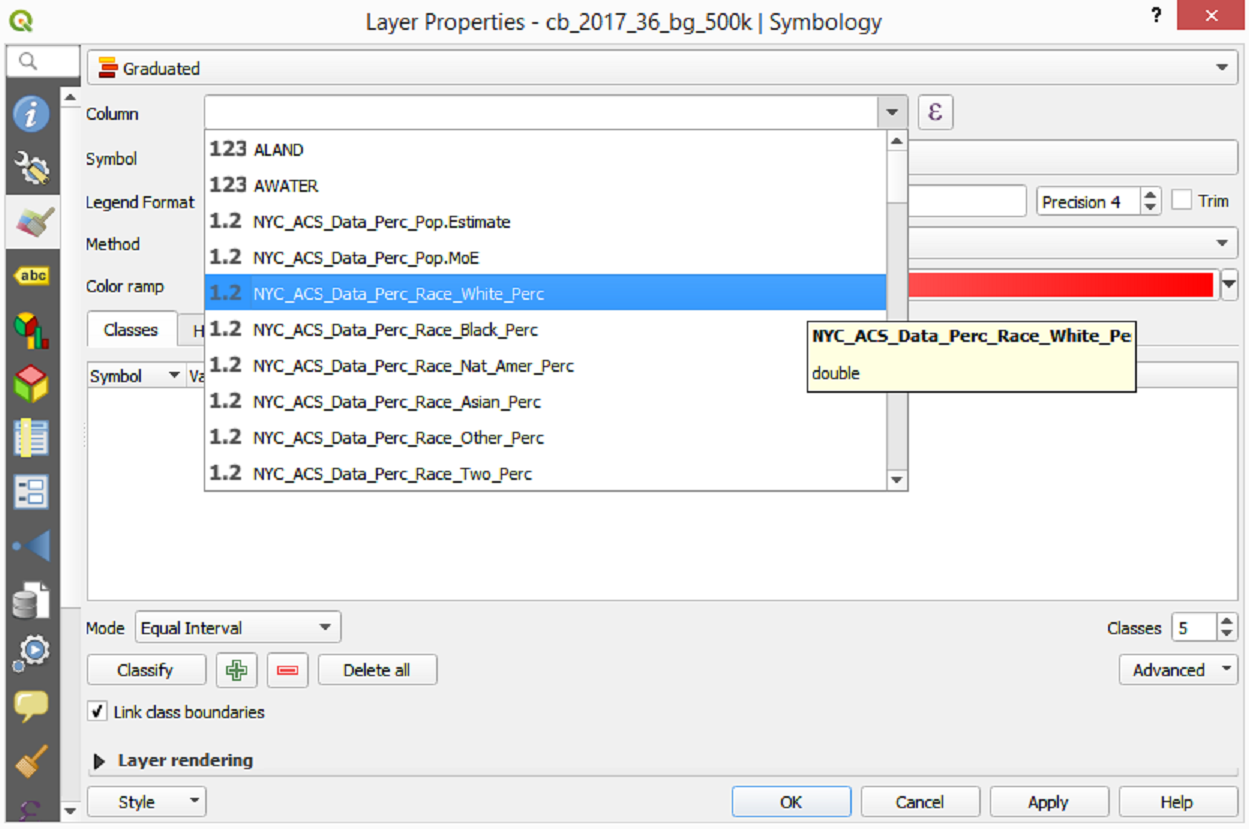 Layer Properties - cb_2017_36_bg_500k | Symbology
?
Graduated
Column
ε
123 ALAND
Symbol
123 AWATER
Legend Format
Precision 4
Trim
1.2 NYC_ACS_Data_Perc_Pop.Estimate
Method
1.2 NYC_ACS_Data_Perc_Pop.MoE
Color ramp
1.2 NYC_ACS_Data_Perc_Race_White_Perc
Classes
H
1.2 NYC_ACS_Data_Perc_Race_Black_Perc
NYC_ACS_Data_Perc_Race_White_Pe
double
Symbol
Va
1.2 NYC_ACS_Data_Perc_Race_Nat_Amer_Perc
1.2 NYC_ACS_Data_Perc_Race_Asian_Perc
1.2 NYC_ACS_Data_Perc_Race_Other_Perc
1.2 NYC_ACS_Data_Perc_Race_Two_Perc
abc
Mode Equal Interval
Classes 5
Classify
Delete all
Advanced
Link class boundaries
Layer rendering
Style
OK
Cancel
Apply
Help